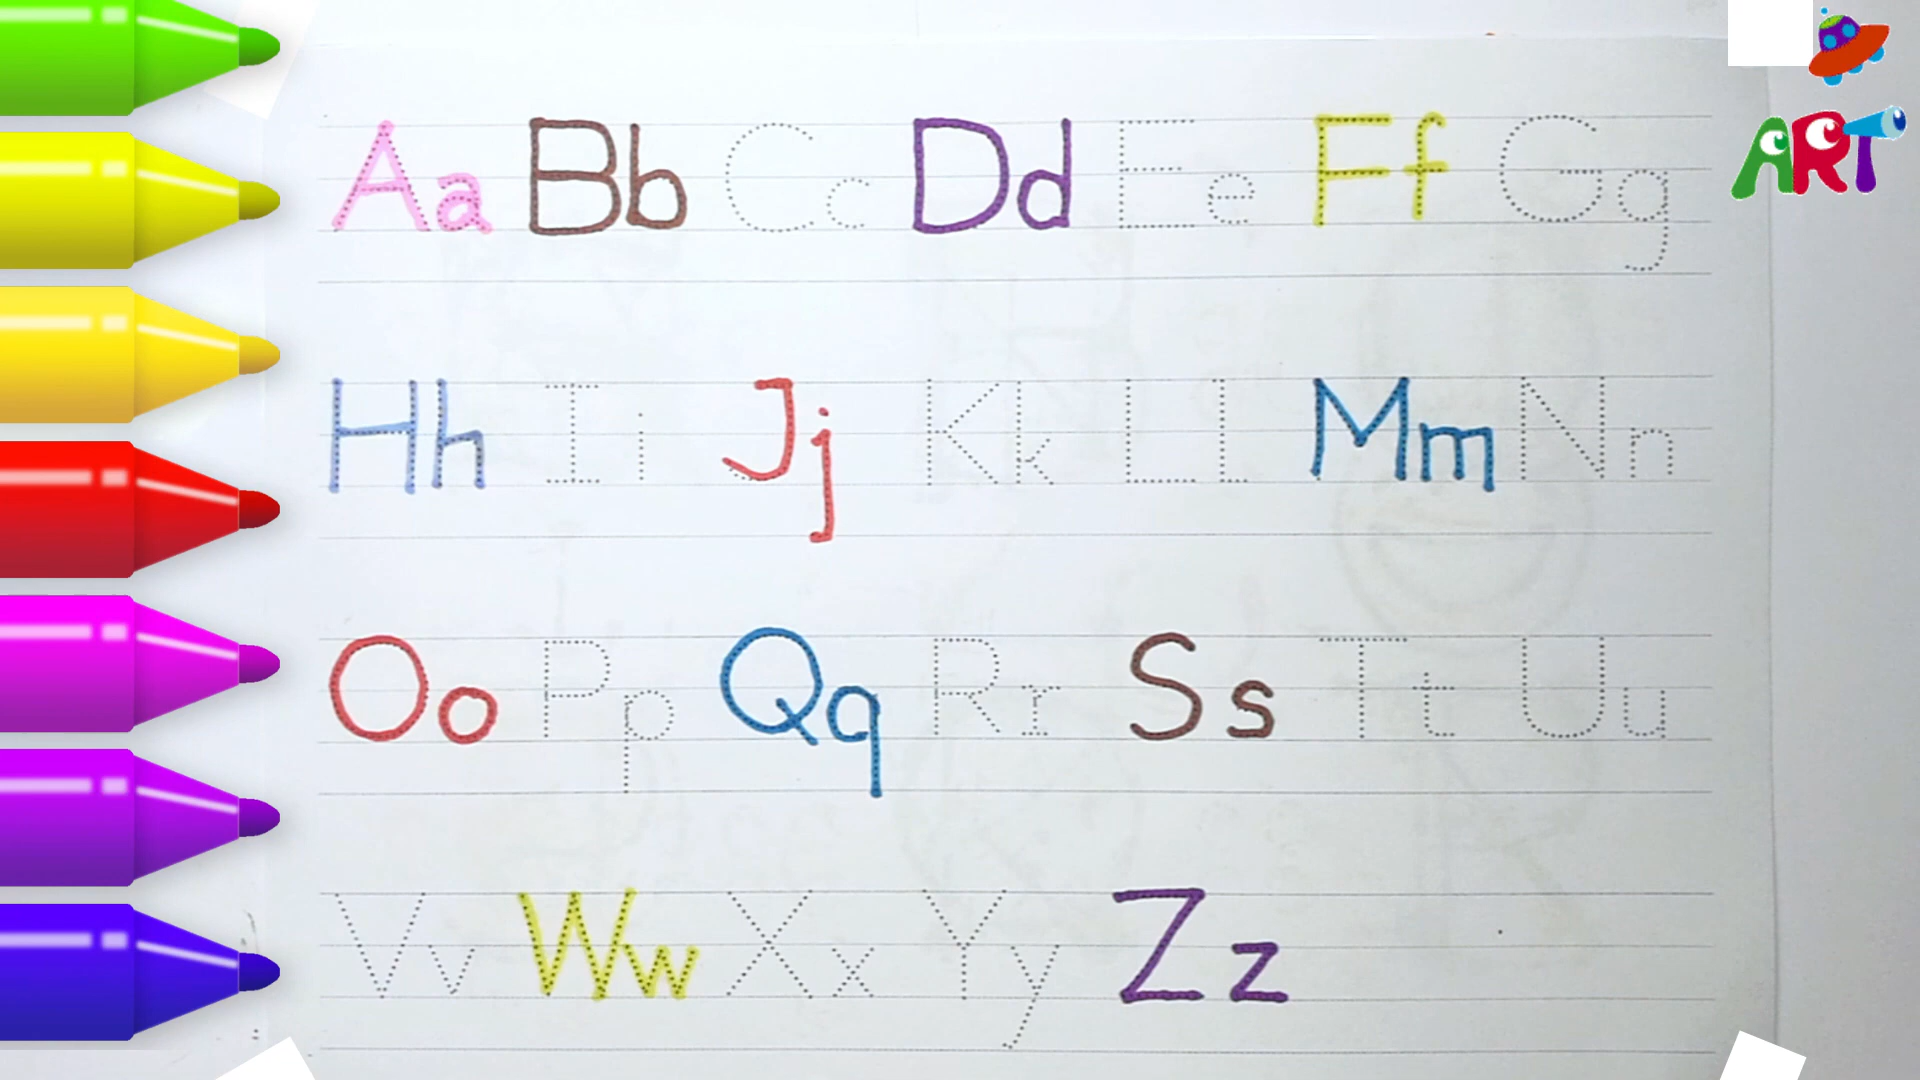 Aa Bb Cc Dd Ee Ff Gg
Hh Ii Jj Kk Ll Mm Nn
Oo Pp Qq Rr Ss Tt Uu
Vv Ww Xx Yy Zz
ART